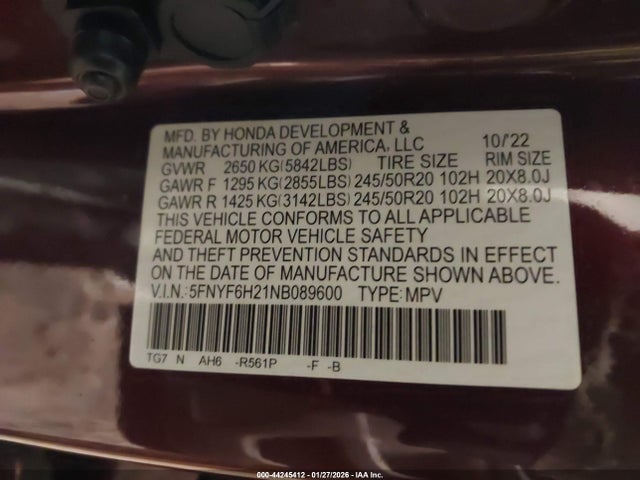 MFD. BY HONDA DEVELOPMENT &
MANUFACTURING OF AMERICA, LLC 10/'22
GVWR 2650 KG(5842LBS) TIRE SIZE RIM SIZE
GAWR F 1295 KG(2855LBS) 245/50R20 102H 20X8.0J
GAWR R 1425 KG(3142LBS) 245/50R20 102H 20X8.0J
THIS VEHICLE CONFORMS TO ALL APPLICABLE
FEDERAL MOTOR VEHICLE SAFETY
AND THEFT PREVENTION STANDARDS IN EFFECT
ON THE DATE OF MANUFACTURE SHOWN ABOVE.
V.I.N.: 5FNYF6H21NB089600 TYPE: MPV
TG7 N AH6 -R561P -F -B
000-44245412 - 01/27/2026 - IAA Inc.